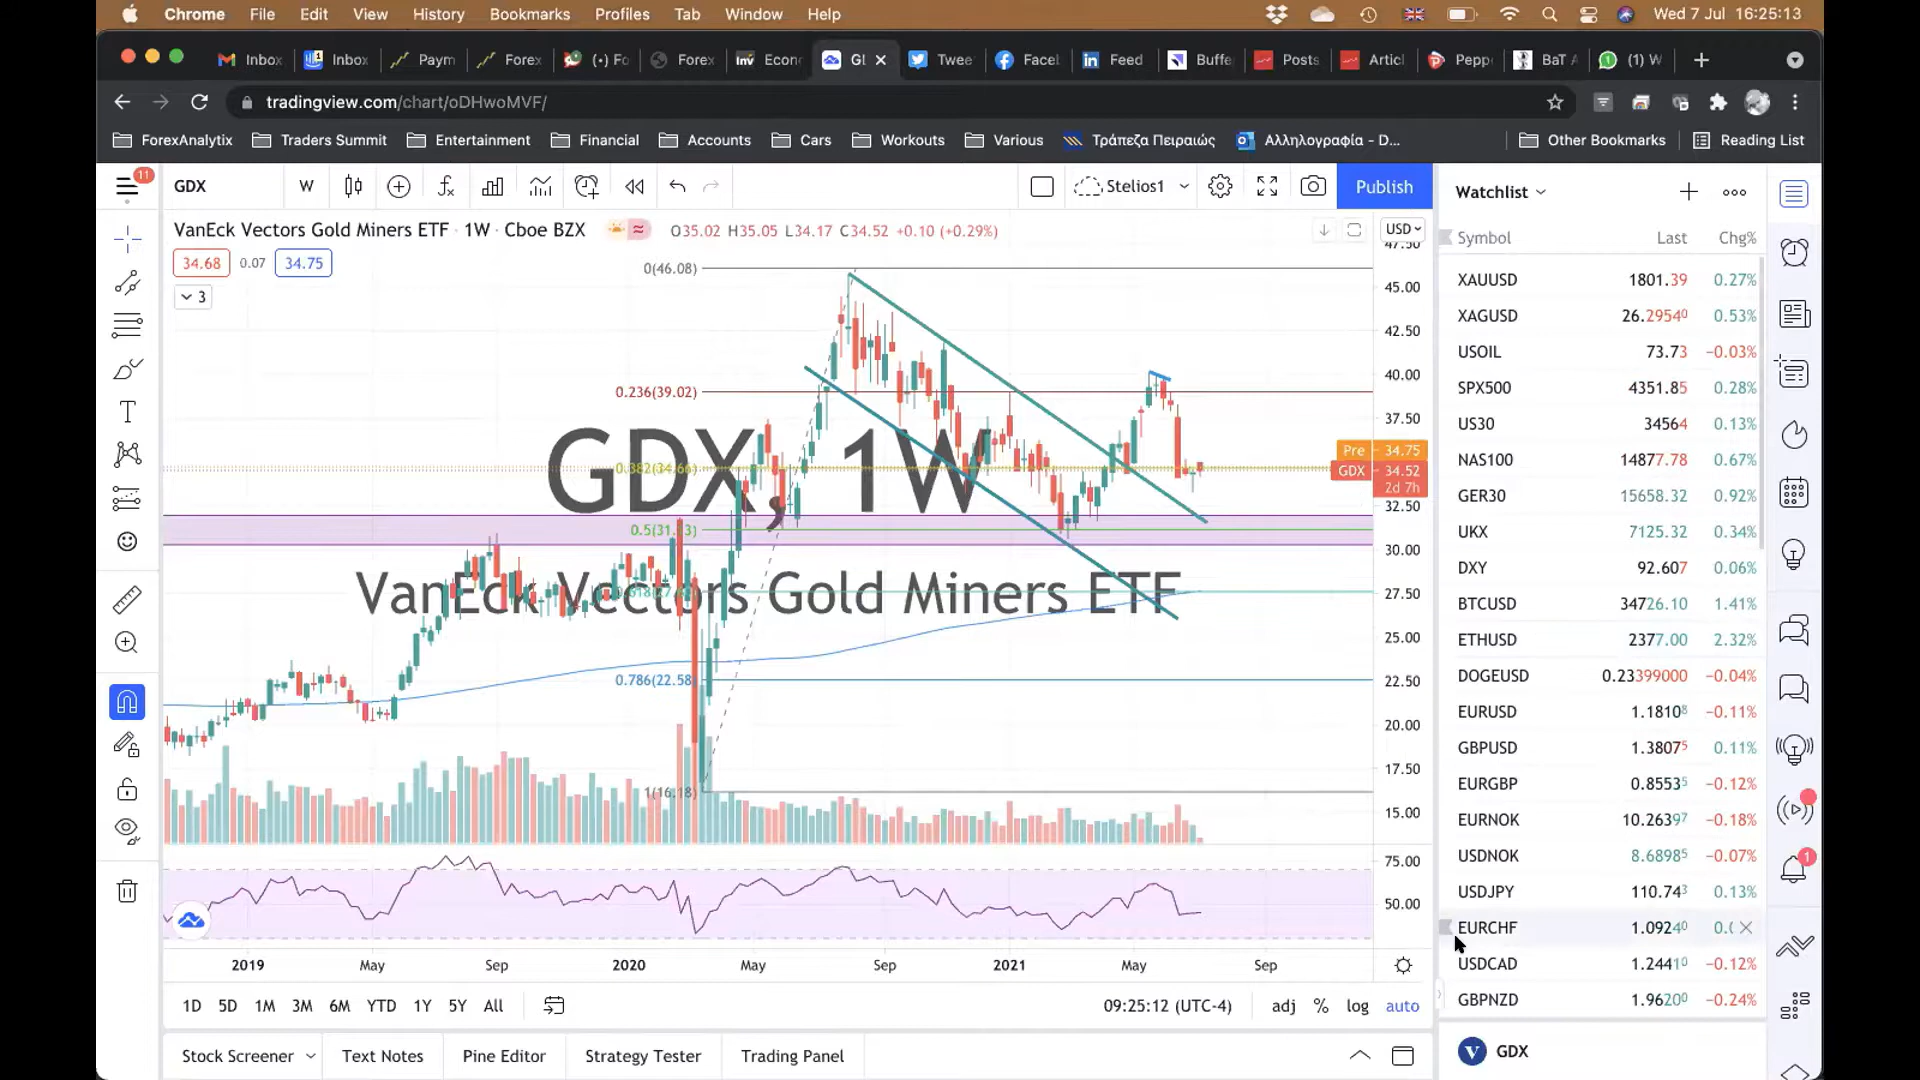 Chrome File Edit View History Bookmarks Profiles Tab Window Help Wed 7 Jul 16:25:13
Inbox Inbox Paym Forex (•) Fo Forex inv Econ Gl Twee Facel in Feed Buffe Posts Articl Peppe BaT A (1) W
tradingview.com/chart/oDHwoMVF/
ForexAnalytix Traders Summit Entertainment Financial Accounts Cars Workouts Various Τράπεζα Πειραιώς Αλληλογραφία - D... Other Bookmarks Reading List
11
GDX W Stelios1 Publish
VanEck Vectors Gold Miners ETF · 1W · Cboe BZX O35.02 H35.05 L34.17 C34.52 +0.10 (+0.29%) USD
34.68 0.07 34.75
3
47.50
45.00
42.50
40.00
37.50
Pre 34.75
GDX 34.52
2d 7h
32.50
30.00
27.50
25.00
22.50
20.00
17.50
15.00
75.00
50.00
0(46.08)
0.236(39.02)
0.382(34.66)
1(16.18)
0.786(22.58)
GDX, 1W
VanEck Vectors Gold Miners ETF
2019 May Sep 2020 May Sep 2021 May Sep
1D 5D 1M 3M 6M YTD 1Y 5Y All 09:25:12 (UTC-4) adj % log auto
Stock Screener Text Notes Pine Editor Strategy Tester Trading Panel
Watchlist
Symbol Last Chg%
XAUUSD 1801.39 0.27%
XAGUSD 26.2954⁰ 0.53%
USOIL 73.73 −0.03%
SPX500 4351.85 0.28%
US30 34564 0.13%
NAS100 14877.78 0.67%
GER30 15658.32 0.92%
UKX 7125.32 0.34%
DXY 92.607 0.06%
BTCUSD 34726.10 1.41%
ETHUSD 2377.00 2.32%
DOGEUSD 0.23399000 −0.04%
EURUSD 1.1810⁸ −0.11%
GBPUSD 1.3807⁵ 0.11%
EURGBP 0.8553⁵ −0.12%
EURNOK 10.2639⁷ −0.18%
USDNOK 8.6898⁵ −0.07%
USDJPY 110.74³ 0.13%
EURCHF 1.0924⁰
USDCAD 1.2441⁰ −0.12%
GBPNZD 1.9620⁰ −0.24%
GDX
1